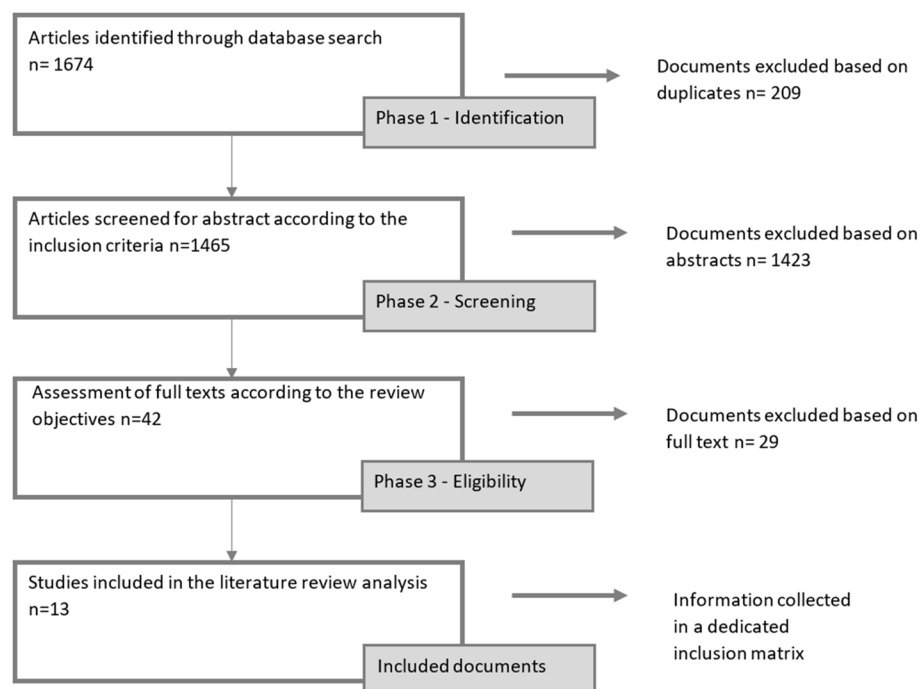 Articles identified through database search
n= 1674
Documents excluded based on
duplicates n= 209
Phase 1 - Identification
Articles screened for abstract according to the
inclusion criteria n=1465
Documents excluded based on
abstracts n= 1423
Phase 2 - Screening
Assessment of full texts according to the review
objectives n=42
Documents excluded based on
full text n= 29
Phase 3 - Eligibility
Studies included in the literature review analysis
n=13
Information collected
in a dedicated
inclusion matrix
Included documents